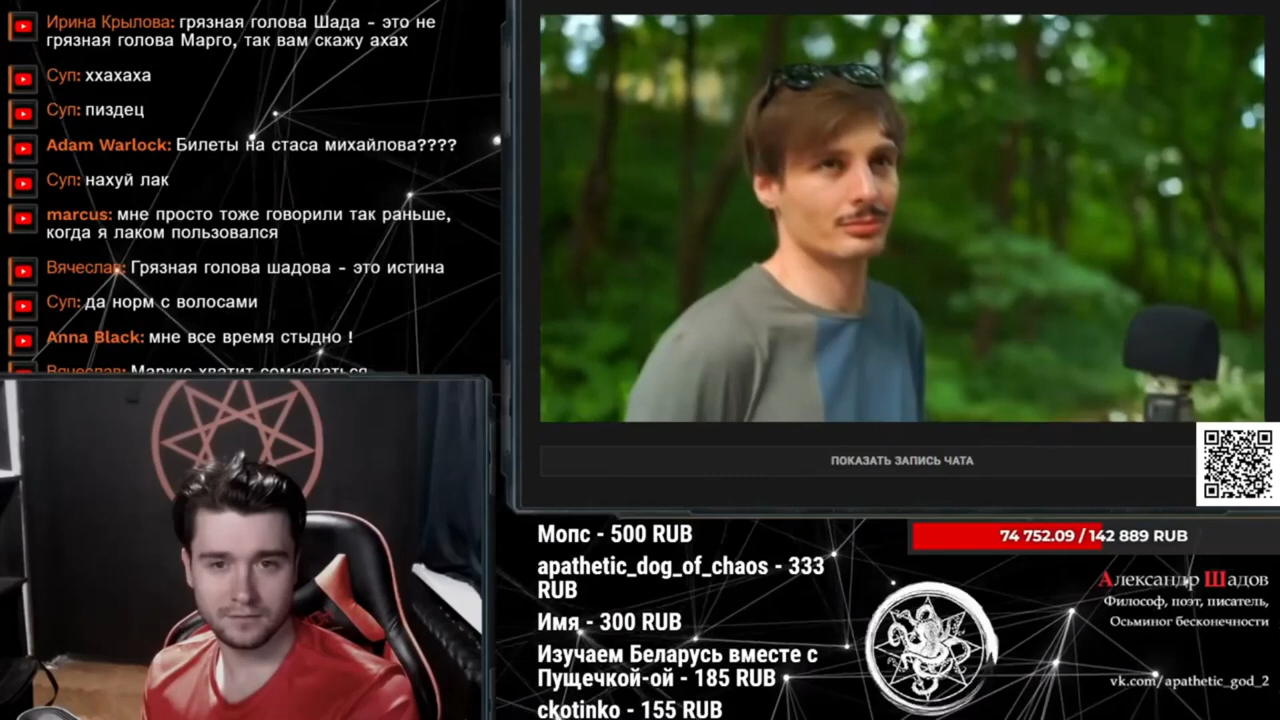 Ирина Крылова: грязная голова Шада - это не
грязная голова Марго, так вам скажу ахах
Суп: ххахаха
Суп: пиздец
Adam Warlock: Билеты на стаса михайлова????
Суп: нахуй лак
marcus: мне просто тоже говорили так раньше,
когда я лаком пользовался
Вячеслав: Грязная голова шадова - это истина
Суп: да норм с волосами
Anna Black: мне все время стыдно !
Вячеслав: Маркус хватит сомневаться
ПОКАЗАТЬ ЗАПИСЬ ЧАТА
Мопс - 500 RUB
apathetic_dog_of_chaos - 333
RUB
Имя - 300 RUB
Изучаем Беларусь вместе с
Пущечкой-ой - 185 RUB
ckotinko - 155 RUB
74 752.09 / 142 889 RUB
Александр Шадов
Философ, поэт, писатель,
Осьминог бесконечности
vk.com/apathetic_god_2